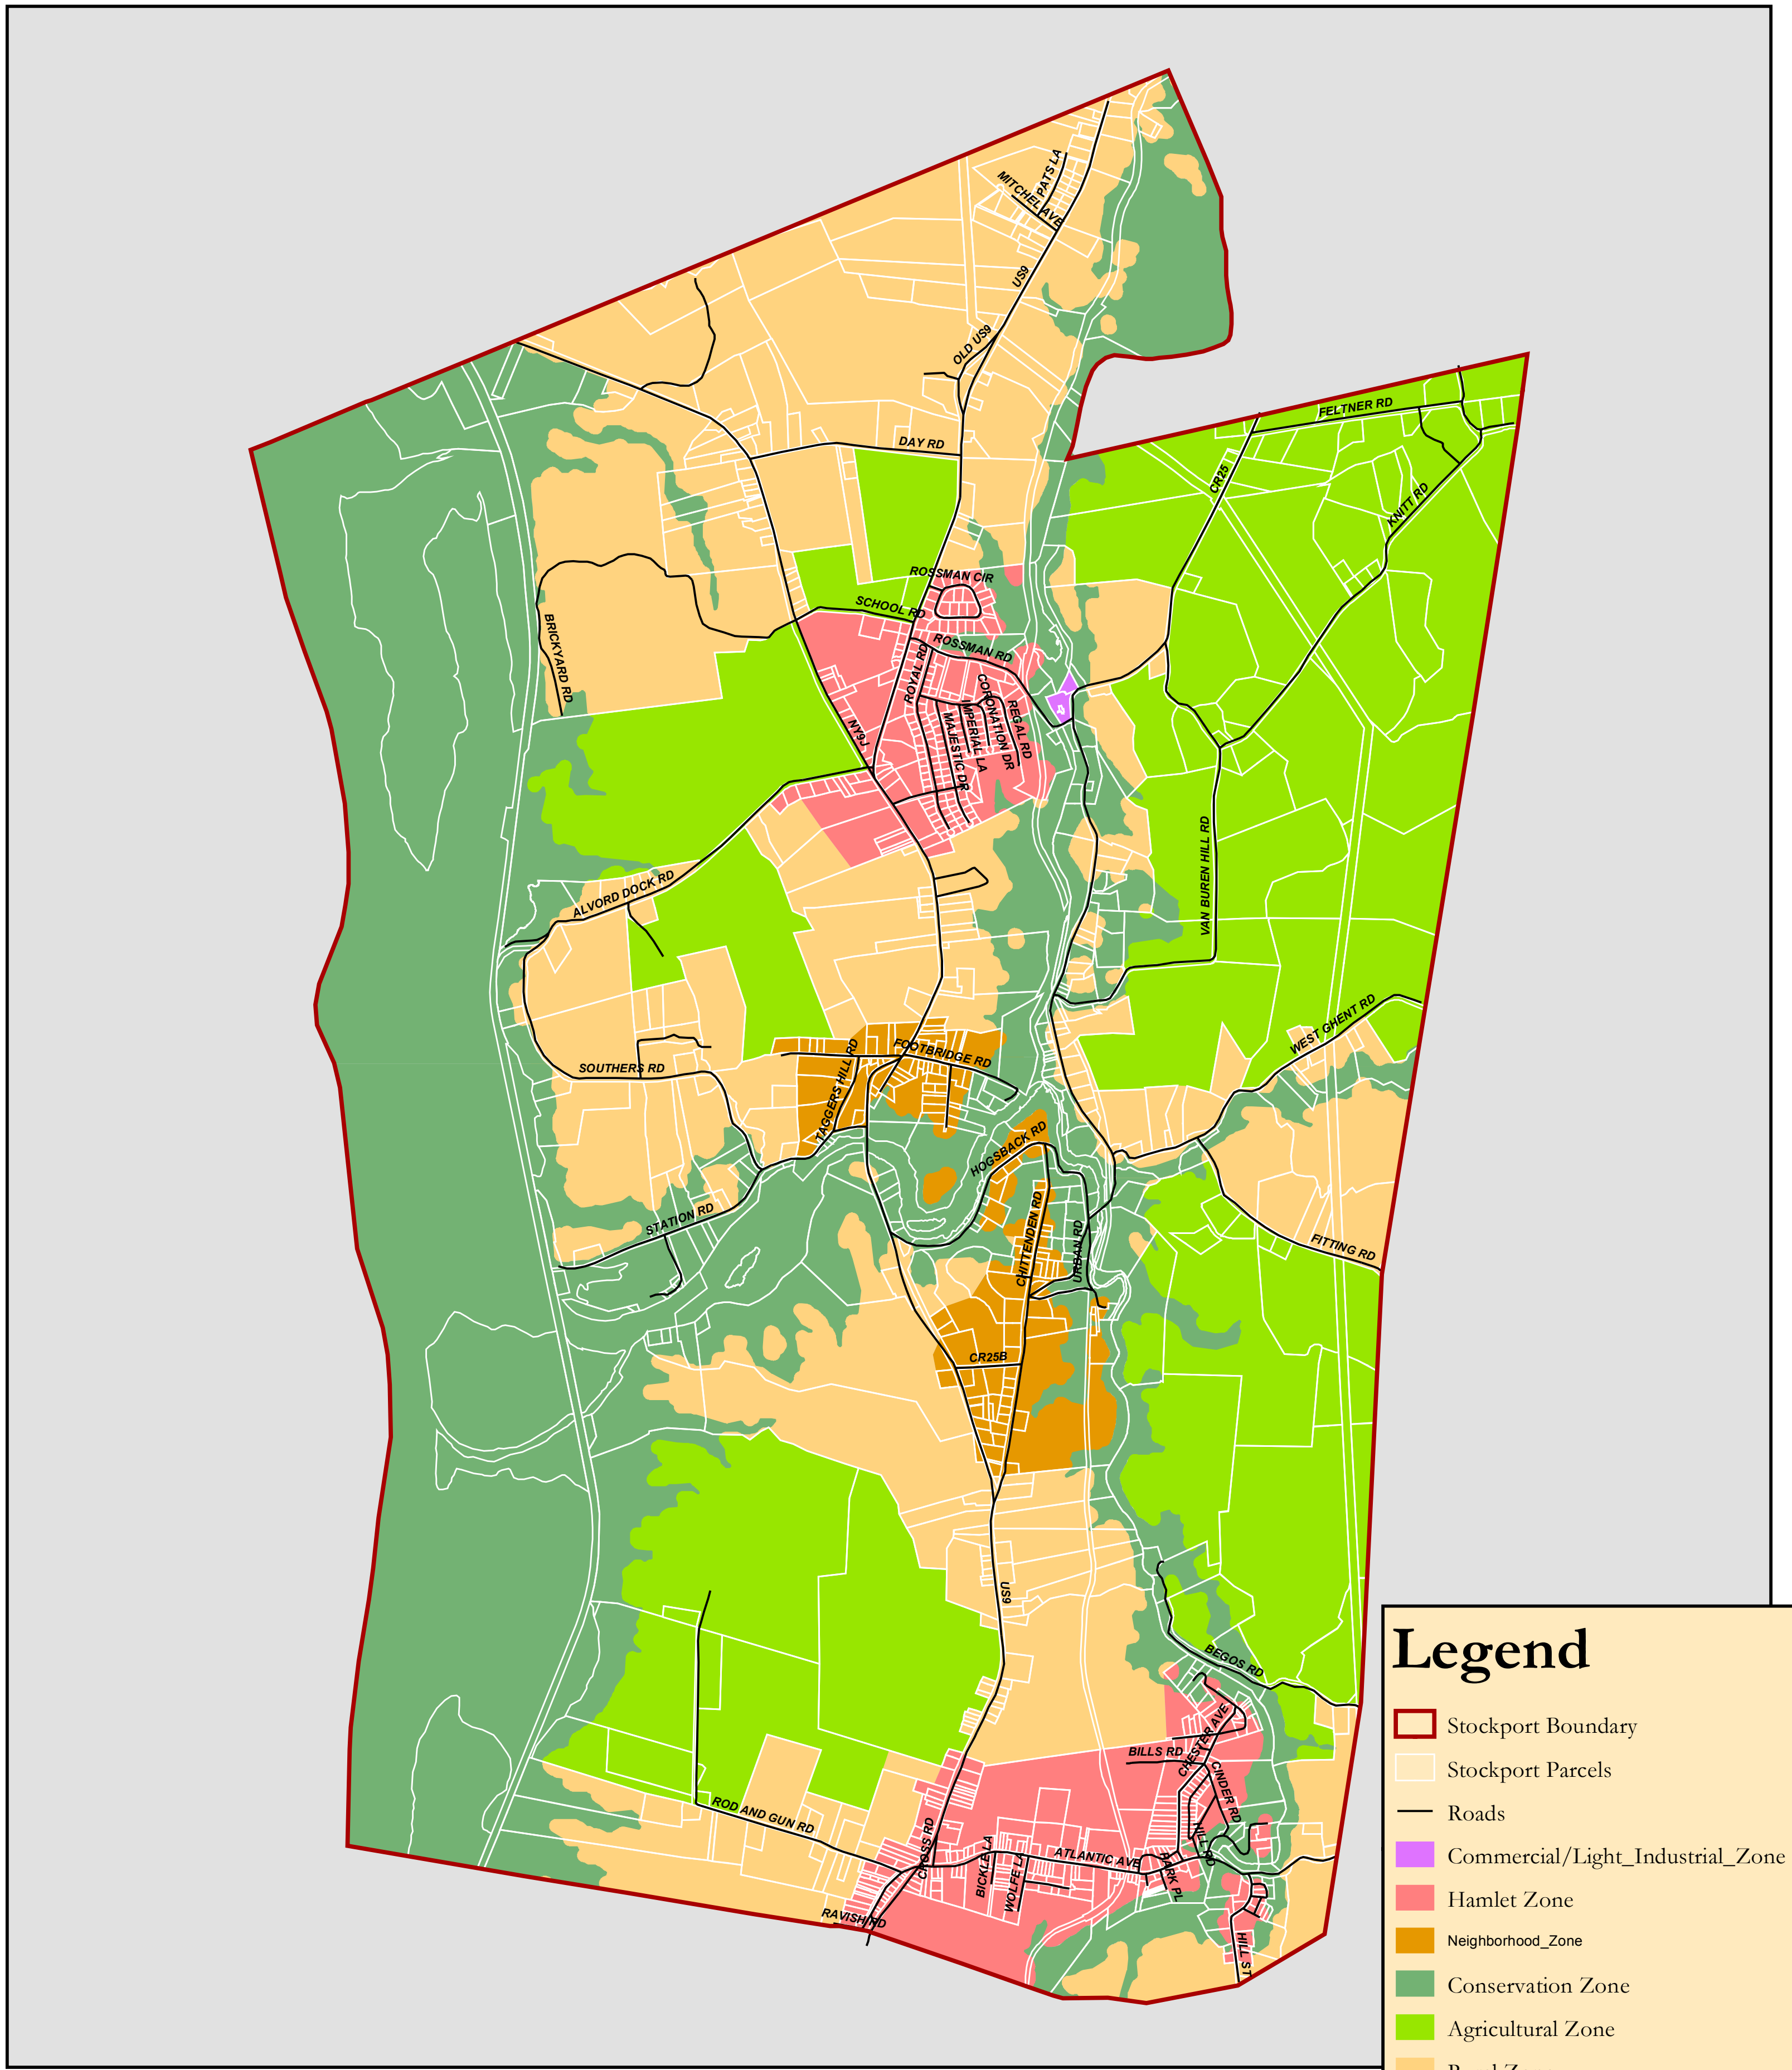 PATS LA
MITCHEL AVE
US9
OLD US9
DAY RD
FELTNER RD
CR25
KNITT RD
ROSSMAN CIR
SCHOOL RD
ROSSMAN RD
BRICKYARD RD
ROYAL RD
CORONATION DR
REGAL RD
IMPERIAL LA
MAJESTIC DR
NY9J
VAN BUREN HILL RD
ALVORD DOCK RD
WEST GHENT RD
FOOTBRIDGE RD
SOUTHERS RD
TAGGERS HILL RD
HOGSBACK RD
STATION RD
CHITTENDEN RD
URBAN RD
FITTING RD
CR25B
US9
BEGOS RD
CHESTER AVE
BILLS RD
CINDER RD
ROD AND GUN RD
CROSS RD
HILL RD
BICKLE LA
WOLFE LA
ATLANTIC AVE
PARK PL
RAVISH RD
HILL ST
Legend
Stockport Boundary
Stockport Parcels
Roads
Commercial/Light_Industrial_Zone
Hamlet Zone
Neighborhood_Zone
Conservation Zone
Agricultural Zone